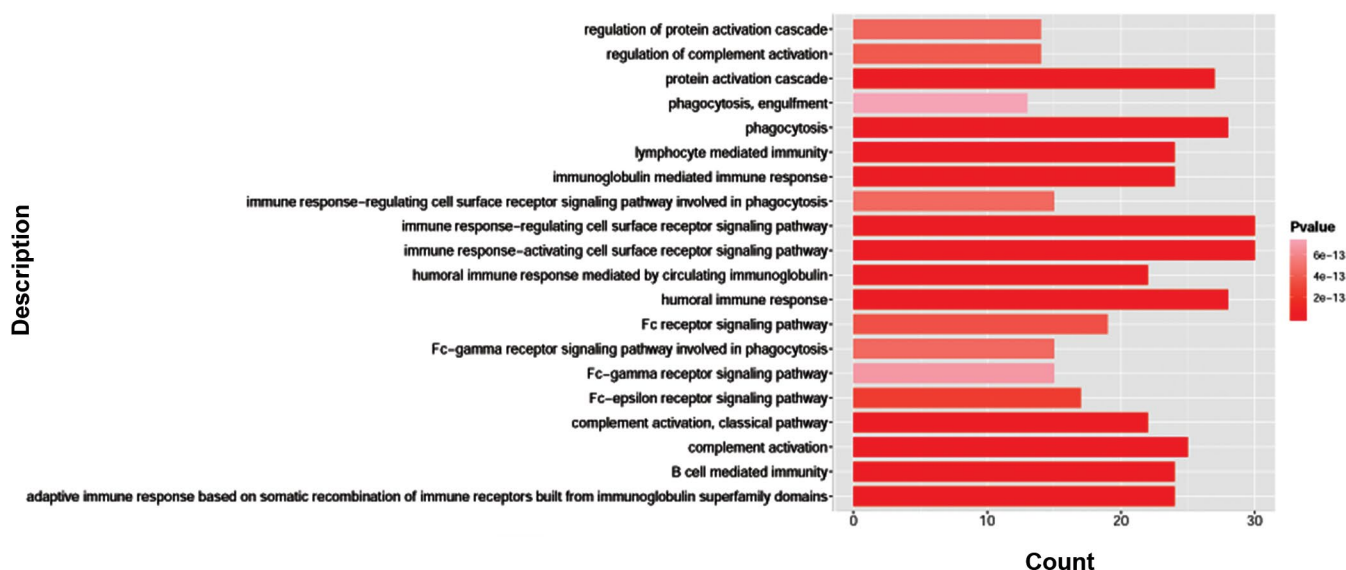 regulation of protein activation cascade
regulation of complement activation
protein activation cascade
phagocytosis, engulfment
phagocytosis
lymphocyte mediated immunity
immunoglobulin mediated immune response
immune response−regulating cell surface receptor signaling pathway involved in phagocytosis
immune response−regulating cell surface receptor signaling pathway
immune response−activating cell surface receptor signaling pathway
humoral immune response mediated by circulating immunoglobulin
humoral immune response
Fc receptor signaling pathway
Fc−gamma receptor signaling pathway involved in phagocytosis
Fc−gamma receptor signaling pathway
Fc−epsilon receptor signaling pathway
complement activation, classical pathway
complement activation
B cell mediated immunity
adaptive immune response based on somatic recombination of immune receptors built from immunoglobulin superfamily domains
Description
0 10 20 30
Count
Pvalue
6e−13
4e−13
2e−13